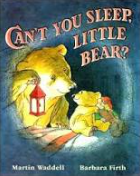 CAN'T YOU SLEEP,
LITTLE
BEAR?
Martin Waddell Barbara Firth